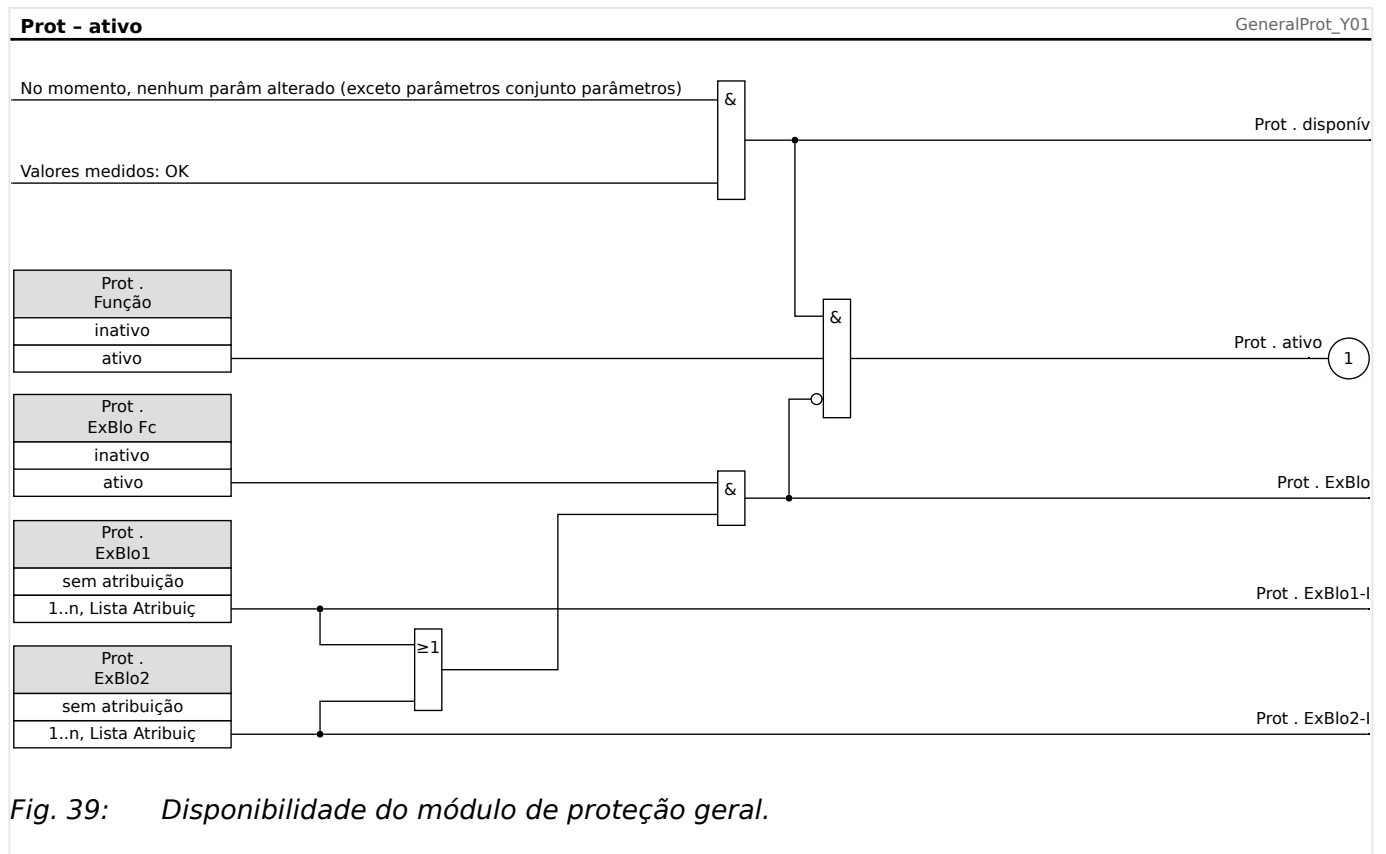 Prot – ativo
GeneralProt_Y01
No momento, nenhum parâm alterado (exceto parâmetros conjunto parâmetros)
&
Prot . disponív
Valores medidos: OK
Prot .
Função
inativo
ativo
&
Prot . ativo
1
Prot .
ExBlo Fc
inativo
ativo
&
Prot . ExBlo
Prot .
ExBlo1
sem atribuição
1..n, Lista Atribuiç
Prot . ExBlo1-I
≥1
Prot .
ExBlo2
sem atribuição
1..n, Lista Atribuiç
Prot . ExBlo2-I
Fig. 39: Disponibilidade do módulo de proteção geral.